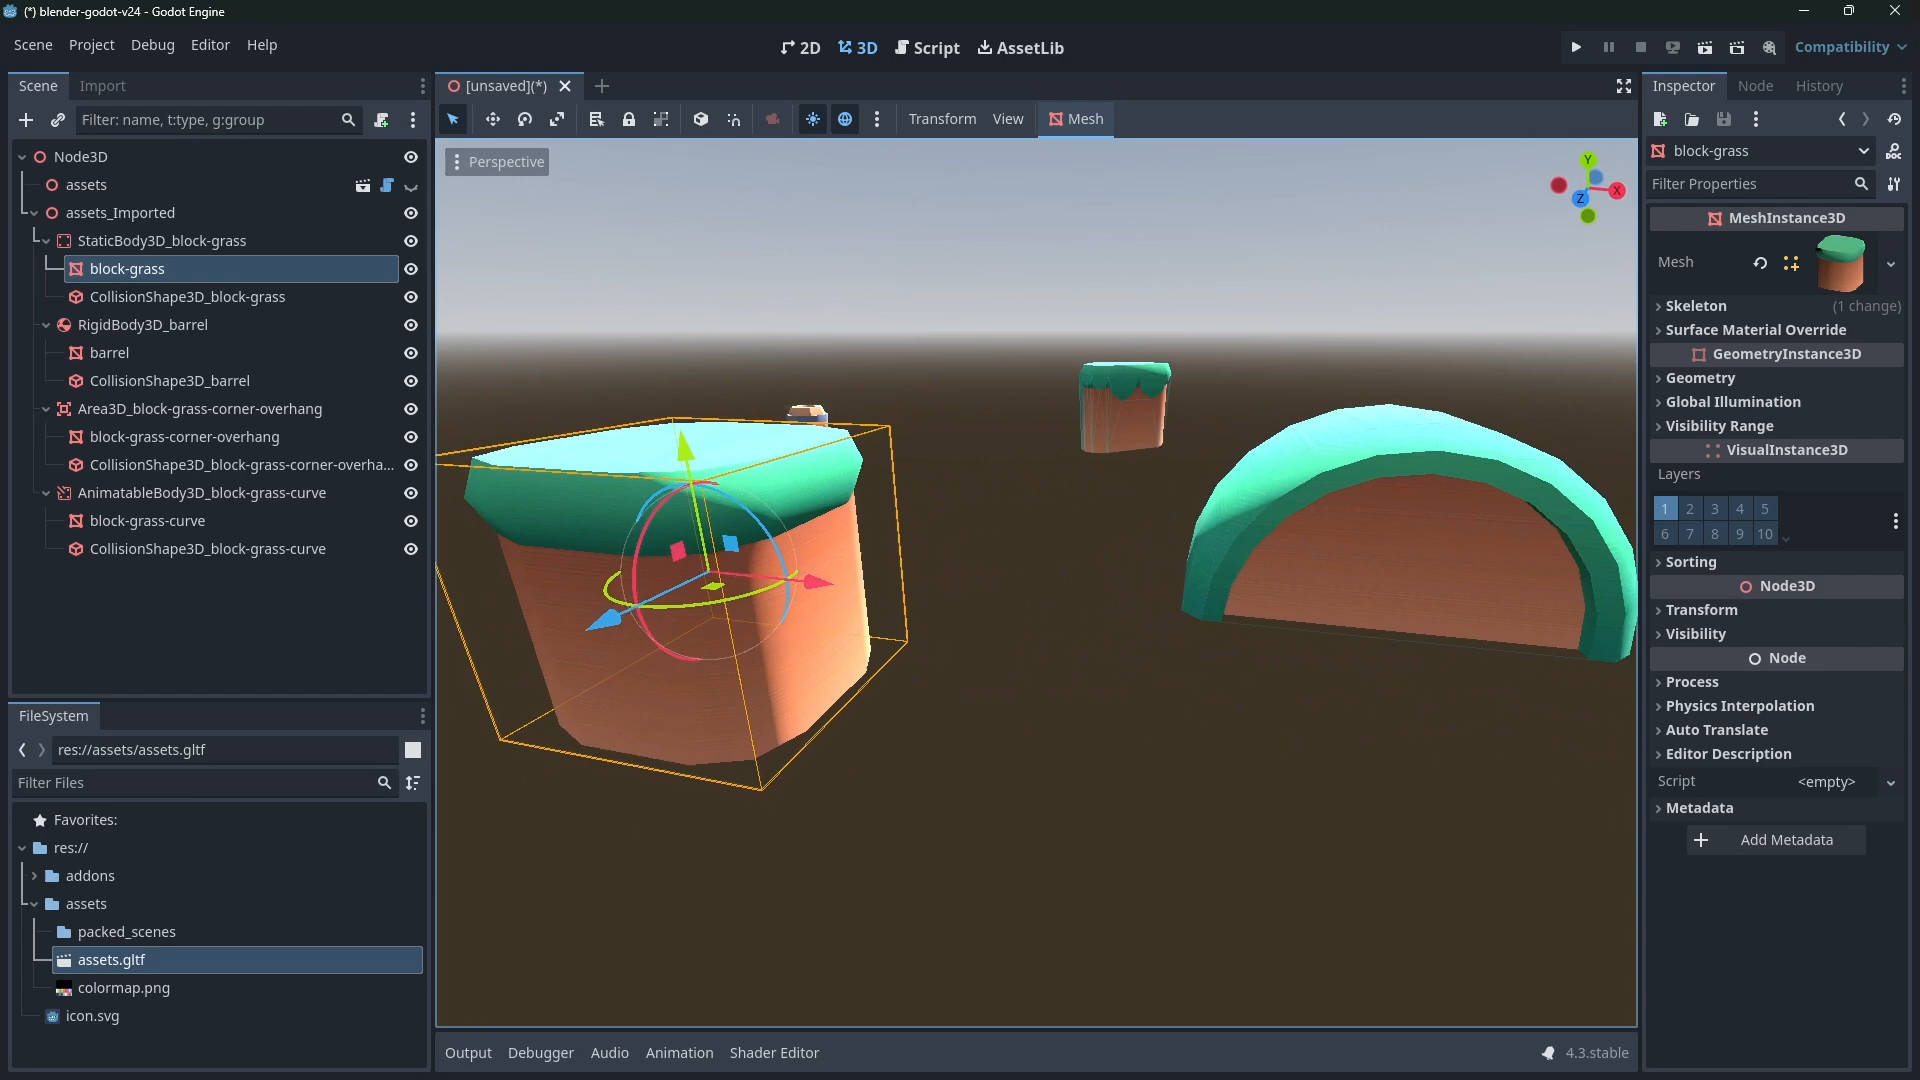 (*) blender-godot-v24 - Godot Engine
Scene Project Debug Editor Help
2D 3D Script AssetLib
Compatibility
Scene Import
[unsaved](*)
Inspector Node History
Filter: name, t:type, g:group
Transform View Mesh
Node3D
assets
assets_Imported
StaticBody3D_block-grass
block-grass
CollisionShape3D_block-grass
RigidBody3D_barrel
barrel
CollisionShape3D_barrel
Area3D_block-grass-corner-overhang
block-grass-corner-overhang
CollisionShape3D_block-grass-corner-overha...
AnimatableBody3D_block-grass-curve
block-grass-curve
CollisionShape3D_block-grass-curve
Perspective
Y
X
Z
block-grass
Filter Properties
MeshInstance3D
Mesh
Skeleton (1 change)
Surface Material Override
GeometryInstance3D
Geometry
Global Illumination
Visibility Range
VisualInstance3D
Layers
1 2 3 4 5
6 7 8 9 10
Sorting
Node3D
Transform
Visibility
Node
Process
Physics Interpolation
Auto Translate
Editor Description
Script <empty>
Metadata
Add Metadata
FileSystem
res://assets/assets.gltf
Filter Files
Favorites:
res://
addons
assets
packed_scenes
assets.gltf
colormap.png
icon.svg
Output Debugger Audio Animation Shader Editor
4.3.stable